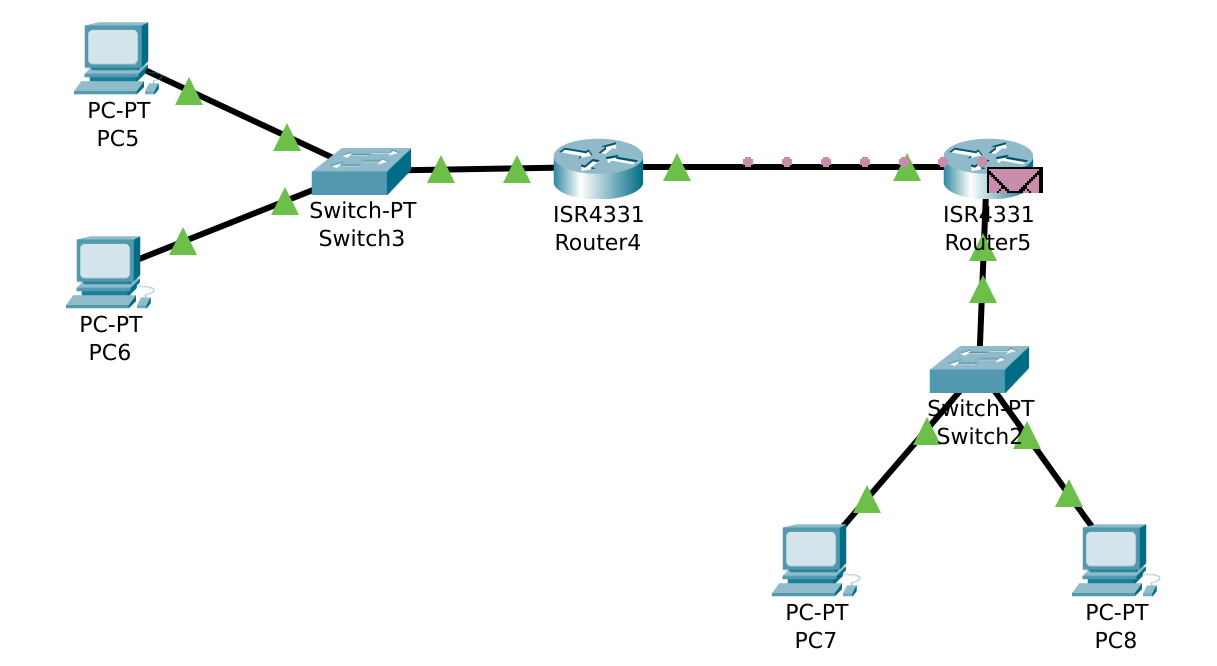 PC-PT
PC5
Switch-PT
Switch3
PC-PT
PC6
ISR4331
Router4
ISR4331
Router5
Switch-PT
Switch2
PC-PT
PC7
PC-PT
PC8